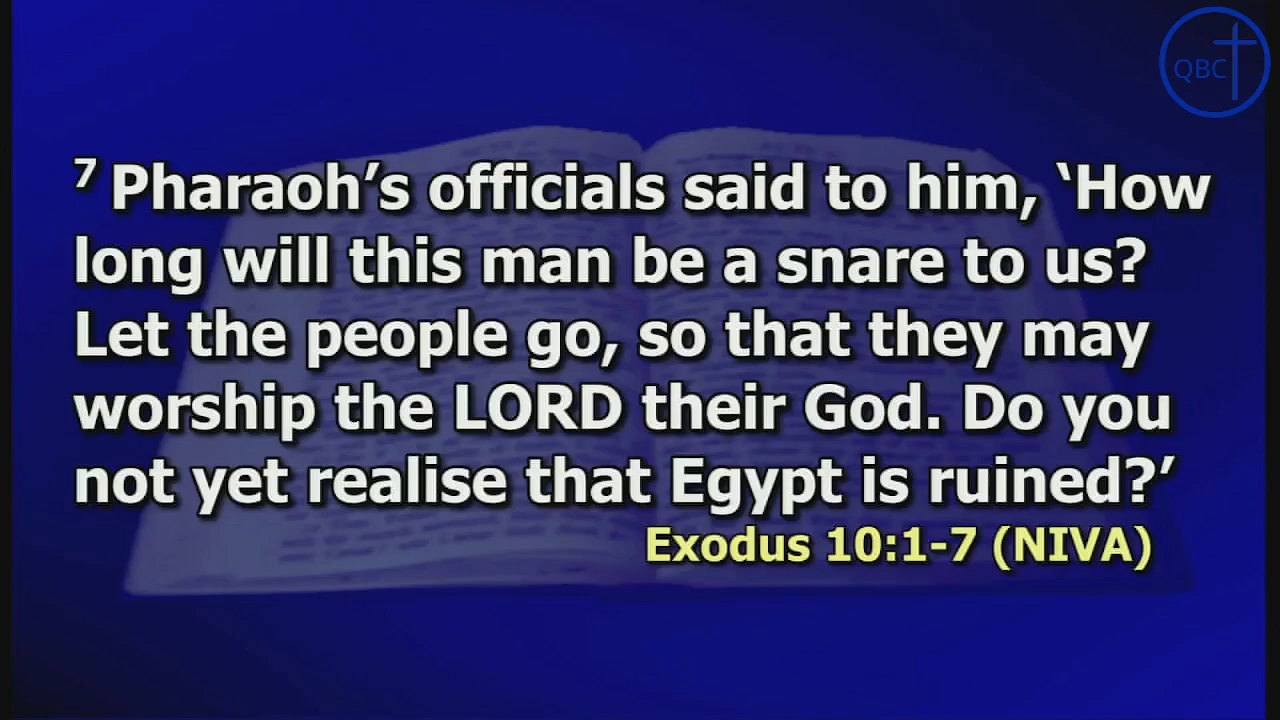 QBC
⁷ Pharaoh’s officials said to him, ‘How
long will this man be a snare to us?
Let the people go, so that they may
worship the LORD their God. Do you
not yet realise that Egypt is ruined?’
Exodus 10:1-7 (NIVA)